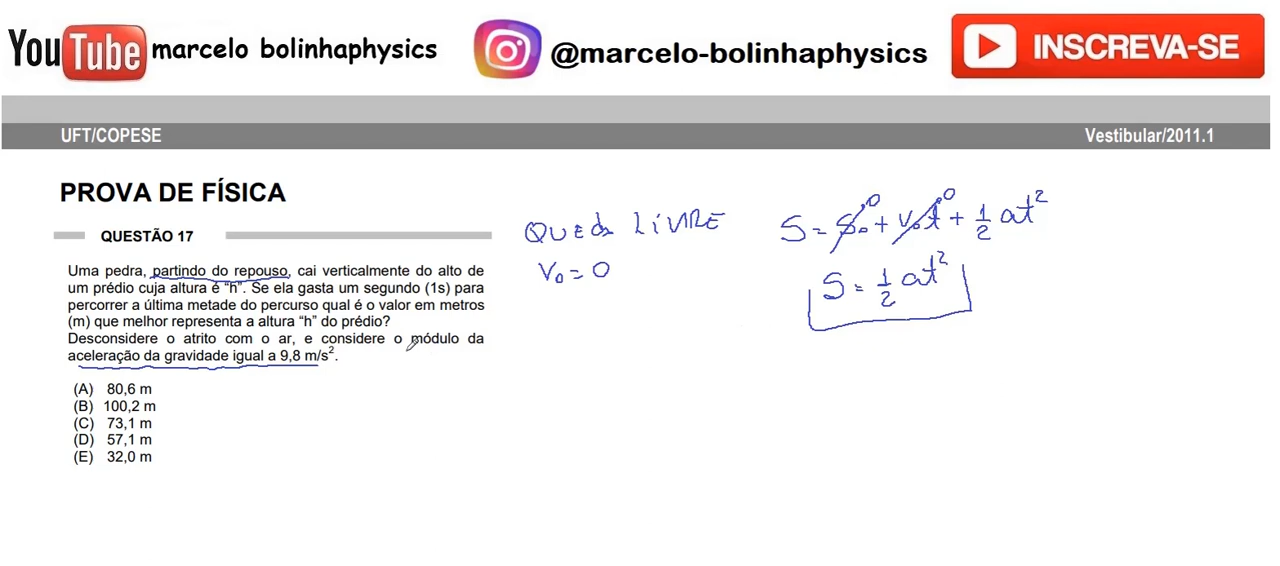 YouTube marcelo bolinhaphysics @marcelo-bolinhaphysics INSCREVA-SE
UFT/COPESE Vestibular/2011.1
PROVA DE FÍSICA
QUESTÃO 17
Uma pedra, partindo do repouso, cai verticalmente do alto de
um prédio cuja altura é “h”. Se ela gasta um segundo (1s) para
percorrer a última metade do percurso qual é o valor em metros
(m) que melhor representa a altura “h” do prédio?
Desconsidere o atrito com o ar, e considere o módulo da
aceleração da gravidade igual a 9,8 m/s².
(A) 80,6 m
(B) 100,2 m
(C) 73,1 m
(D) 57,1 m
(E) 32,0 m
QUEda LIVRE
V₀ = 0
S = S₀ + V₀t + 1/2 at²
0 0
S = 1/2 at²